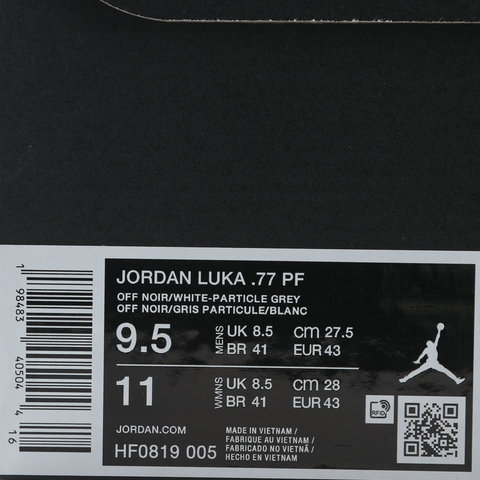 JORDAN LUKA .77 PF
OFF NOIR/WHITE-PARTICLE GREY
OFF NOIR/GRIS PARTICULE/BLANC
9.5 MENS UK 8.5 CM 27.5
BR 41 EUR 43
11 WMNS UK 8.5 CM 28
BR 41 EUR 43
JORDAN.COM
HF0819 005
MADE IN VIETNAM /
FABRIQUE AU VIETNAM /
FABRICADO NO VIETNÃ /
HECHO EN VIETNAM
RFID
1 98483 40504 4 16